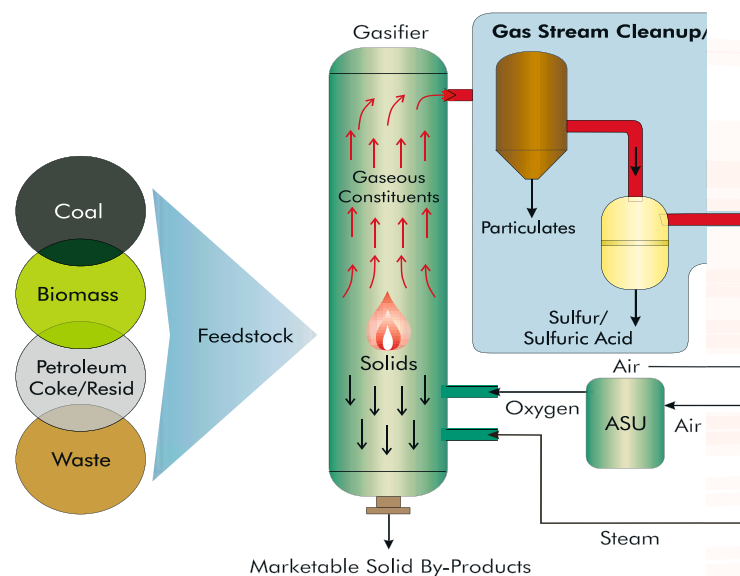 Gasifier
Gas Stream Cleanup/
Coal
Biomass
Petroleum
Coke/Resid
Waste
Feedstock
Gaseous
Constituents
Solids
Particulates
Sulfur/
Sulfuric Acid
Air
Oxygen
ASU
Air
Steam
Marketable Solid By-Products